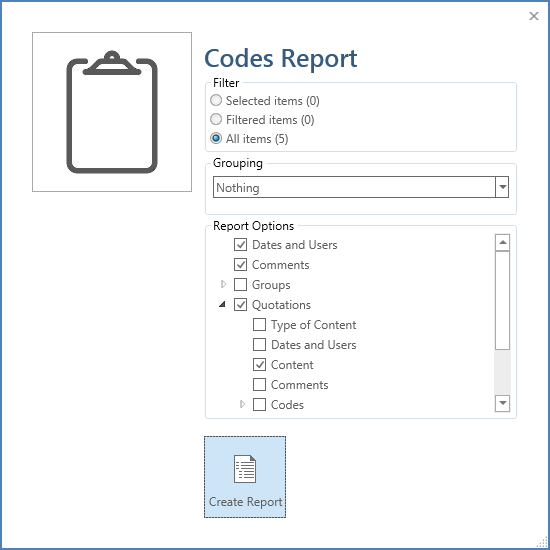 Codes Report
Filter
Selected items (0)
Filtered items (0)
All items (5)
Grouping
Nothing
Report Options
Dates and Users
Comments
Groups
Quotations
Type of Content
Dates and Users
Content
Comments
Codes
Create Report